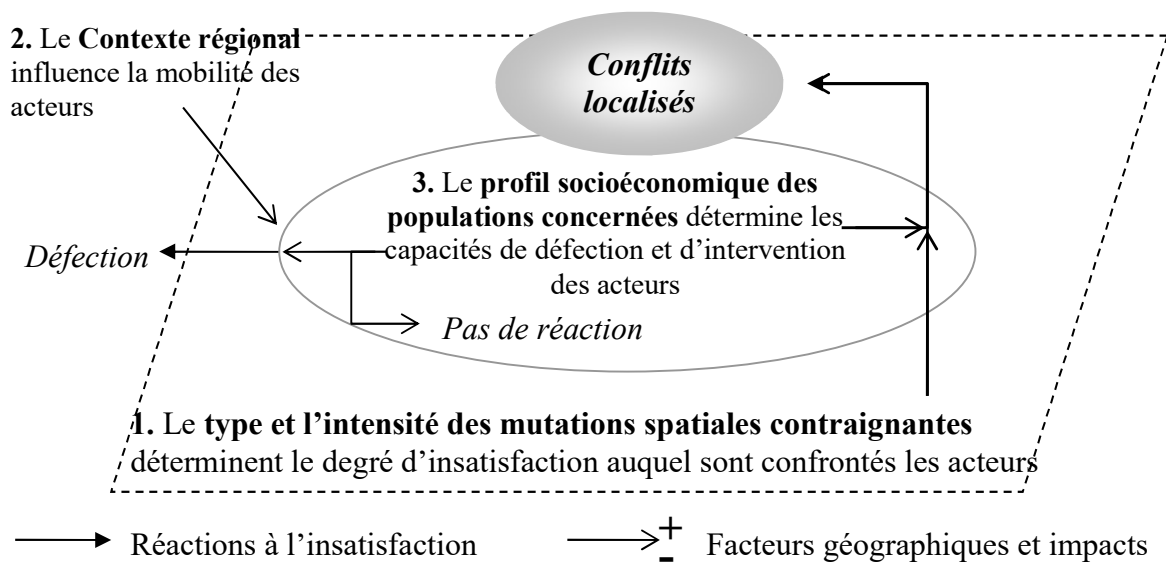 2. Le Contexte régional
influence la mobilité des
acteurs
Conflits
localisés
3. Le profil socioéconomique des
populations concernées détermine les
capacités de défection et d'intervention
des acteurs
Défection
Pas de réaction
1. Le type et l'intensité des mutations spatiales contraignantes
déterminent le degré d'insatisfaction auquel sont confrontés les acteurs
Réactions à l'insatisfaction
+
-
Facteurs géographiques et impacts